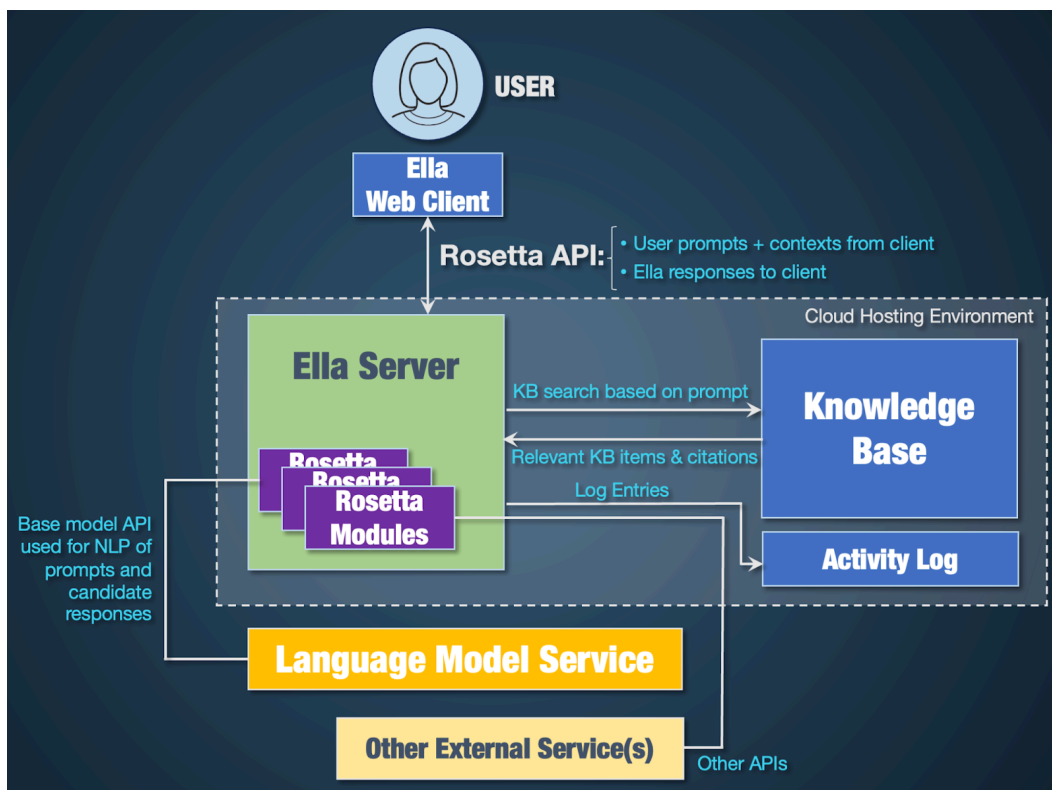 USER
Ella
Web Client
Rosetta API:
• User prompts + contexts from client
• Ella responses to client
Cloud Hosting Environment
Ella Server
KB search based on prompt
Knowledge
Base
Relevant KB items & citations
Log Entries
Rosetta
Rosetta
Rosetta
Modules
Base model API
used for NLP of
prompts and
candidate
responses
Activity Log
Language Model Service
Other External Service(s)
Other APIs